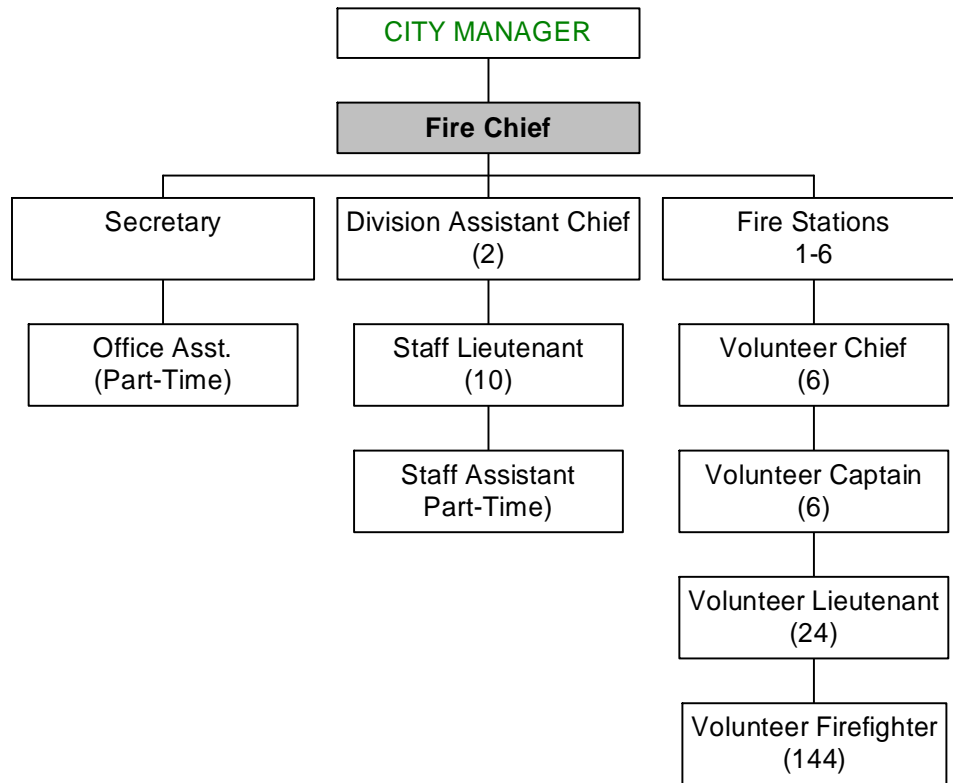 CITY MANAGER
Fire Chief
Secretary
Division Assistant Chief
(2)
Fire Stations
1-6
Office Asst.
(Part-Time)
Staff Lieutenant
(10)
Volunteer Chief
(6)
Staff Assistant
Part-Time)
Volunteer Captain
(6)
Volunteer Lieutenant
(24)
Volunteer Firefighter
(144)